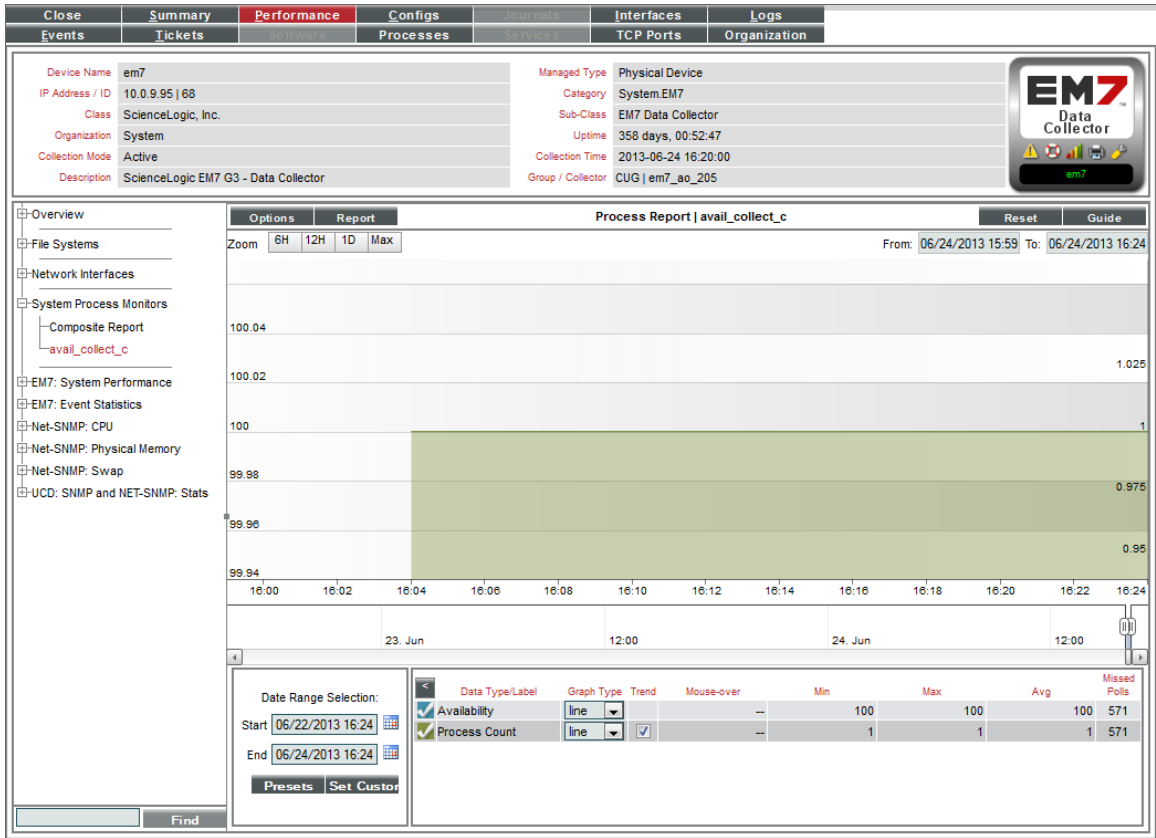 Close Summary Performance Configs Journals Interfaces Logs
Events Tickets Software Processes Services TCP Ports Organization
Device Name em7 Managed Type Physical Device
IP Address / ID 10.0.9.95 | 68 Category System.EM7
Class ScienceLogic, Inc. Sub-Class EM7 Data Collector
Organization System Uptime 358 days, 00:52:47
Collection Mode Active Collection Time 2013-06-24 16:20:00
Description ScienceLogic EM7 G3 - Data Collector Group / Collector CUG | em7_ao_205
EM7 TM
Data
Collector
em7
Overview
File Systems
Network Interfaces
System Process Monitors
Composite Report
avail_collect_c
EM7: System Performance
EM7: Event Statistics
Net-SNMP: CPU
Net-SNMP: Physical Memory
Net-SNMP: Swap
UCD: SNMP and NET-SNMP: Stats
Find
Options Report Process Report | avail_collect_c Reset Guide
Zoom 6H 12H 1D Max From: 06/24/2013 15:59 To: 06/24/2013 16:24
100.04
1.025
100.02
100 1
99.98
0.975
99.96
0.95
99.94
16:00 16:02 16:04 16:06 16:08 16:10 16:12 16:14 16:16 16:18 16:20 16:22 16:24
23. Jun 12:00 24. Jun 12:00
Date Range Selection:
Start 06/22/2013 16:24
End 06/24/2013 16:24
Presets Set Custor
< Data Type/Label Graph Type Trend Mouse-over Min Max Avg Missed Polls
Availability line -- 100 100 100 571
Process Count line -- 1 1 1 571